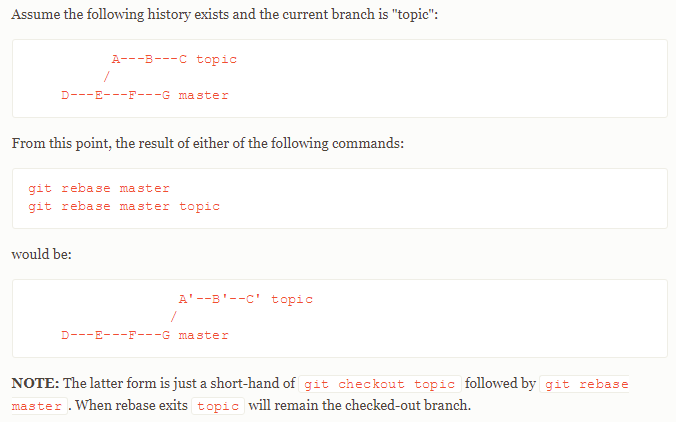 Assume the following history exists and the current branch is "topic":
A---B---C topic
/
D---E---F---G master
From this point, the result of either of the following commands:
git rebase master
git rebase master topic
would be:
A'--B'--C' topic
/
D---E---F---G master
NOTE: The latter form is just a short-hand of git checkout topic followed by git rebase
master . When rebase exits topic will remain the checked-out branch.